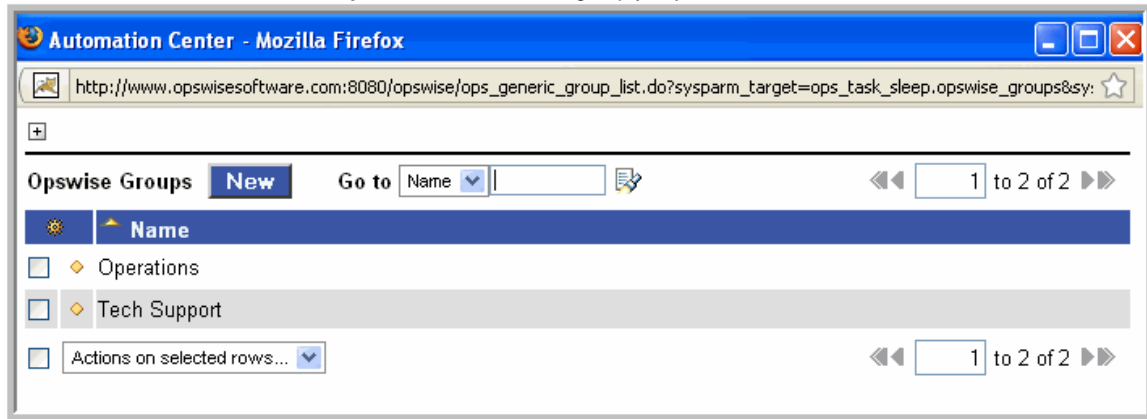 Automation Center - Mozilla Firefox
http://www.opswisesoftware.com:8080/opswise/ops_generic_group_list.do?sysparm_target=ops_task_sleep.opswise_groups&sy
Opswise Groups New Go to Name 1 to 2 of 2
Name
Operations
Tech Support
Actions on selected rows... 1 to 2 of 2